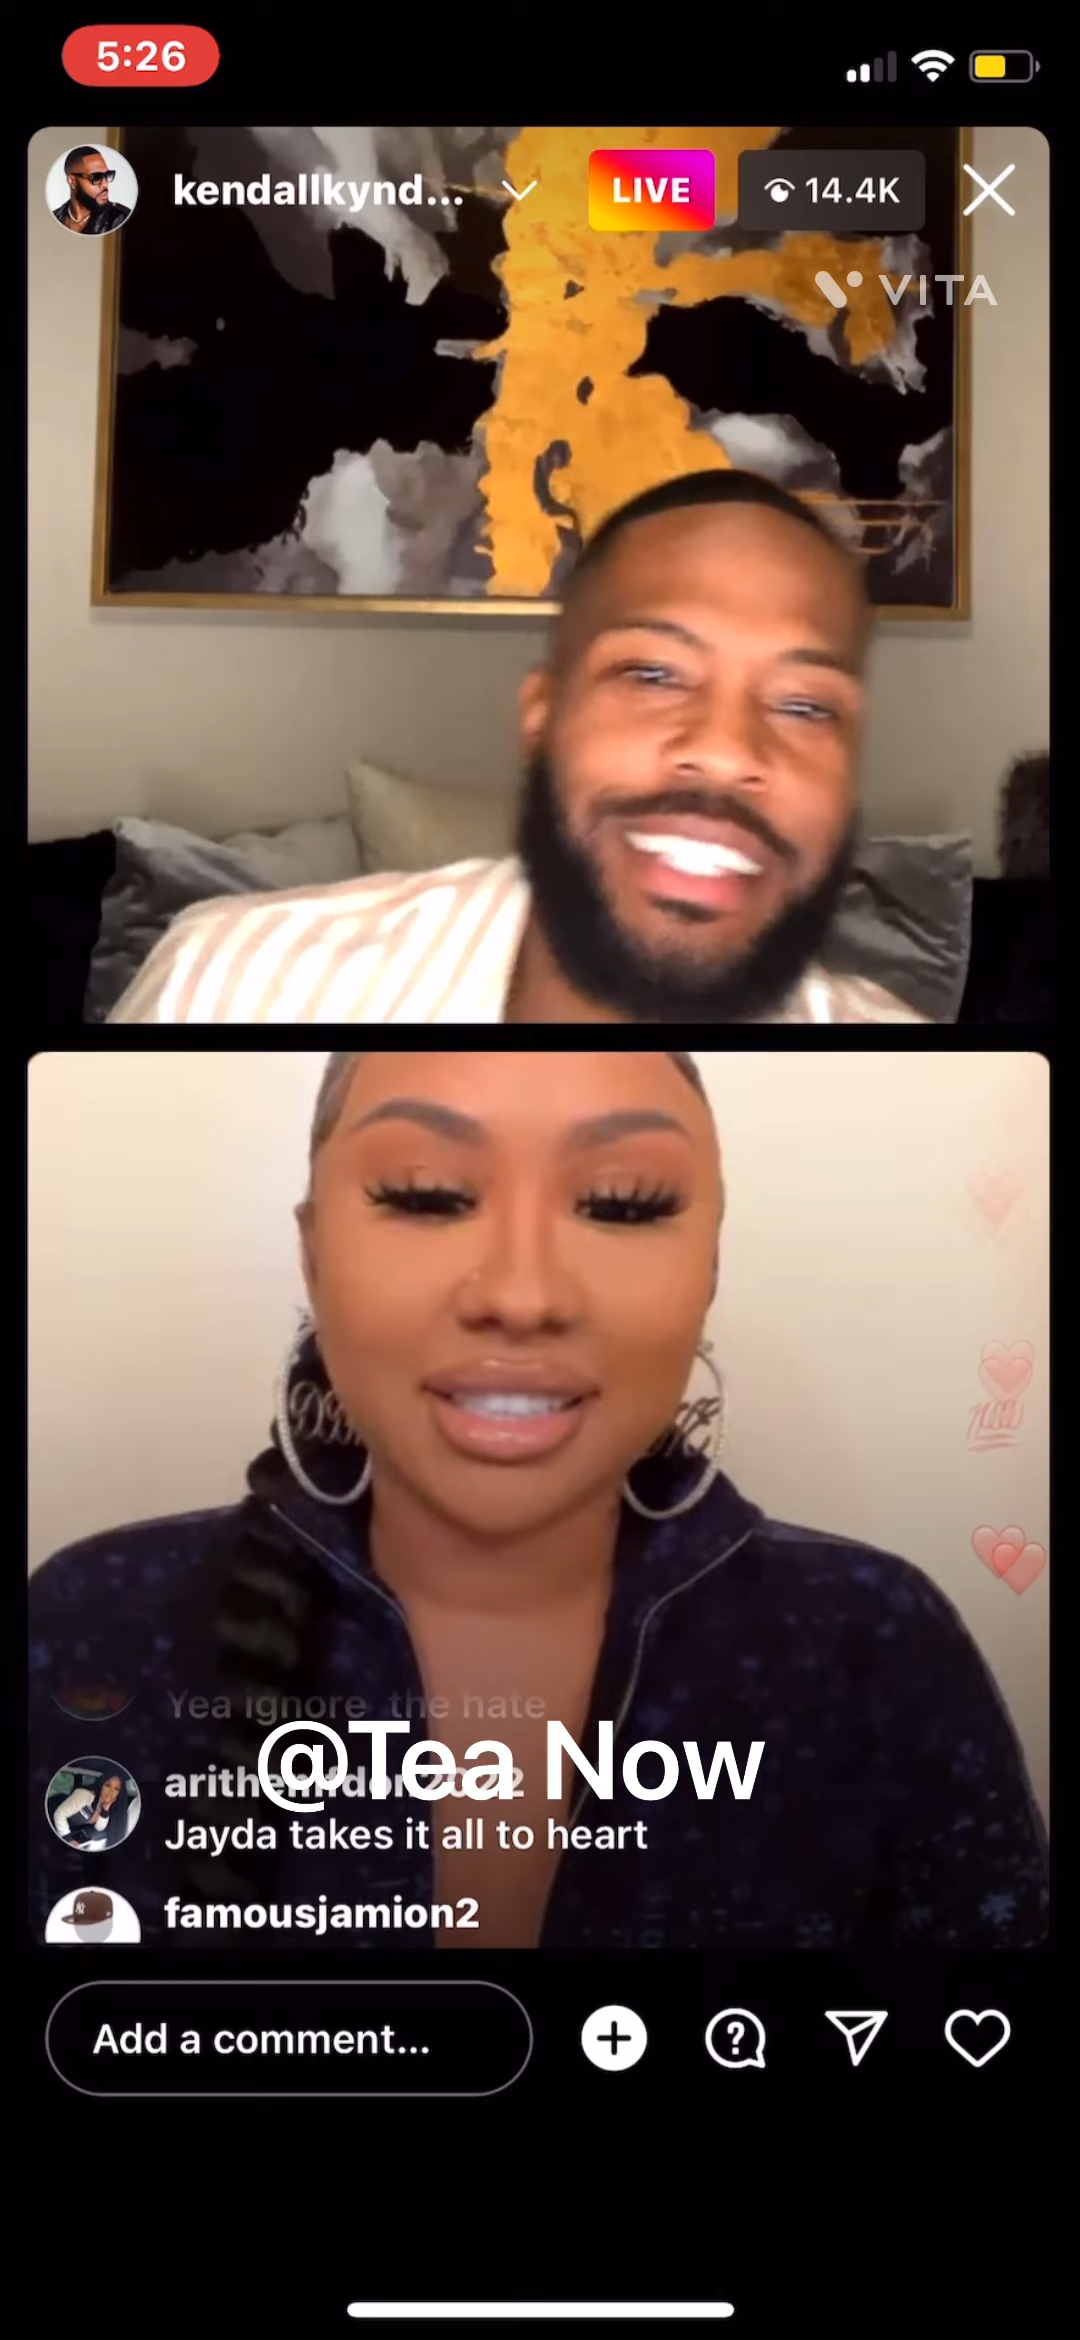 5:26
kendallkynd...
LIVE
14.4K
VITA
Yea ignore the hate
@Tea Now
Jayda takes it all to heart
famousjamion2
Add a comment...